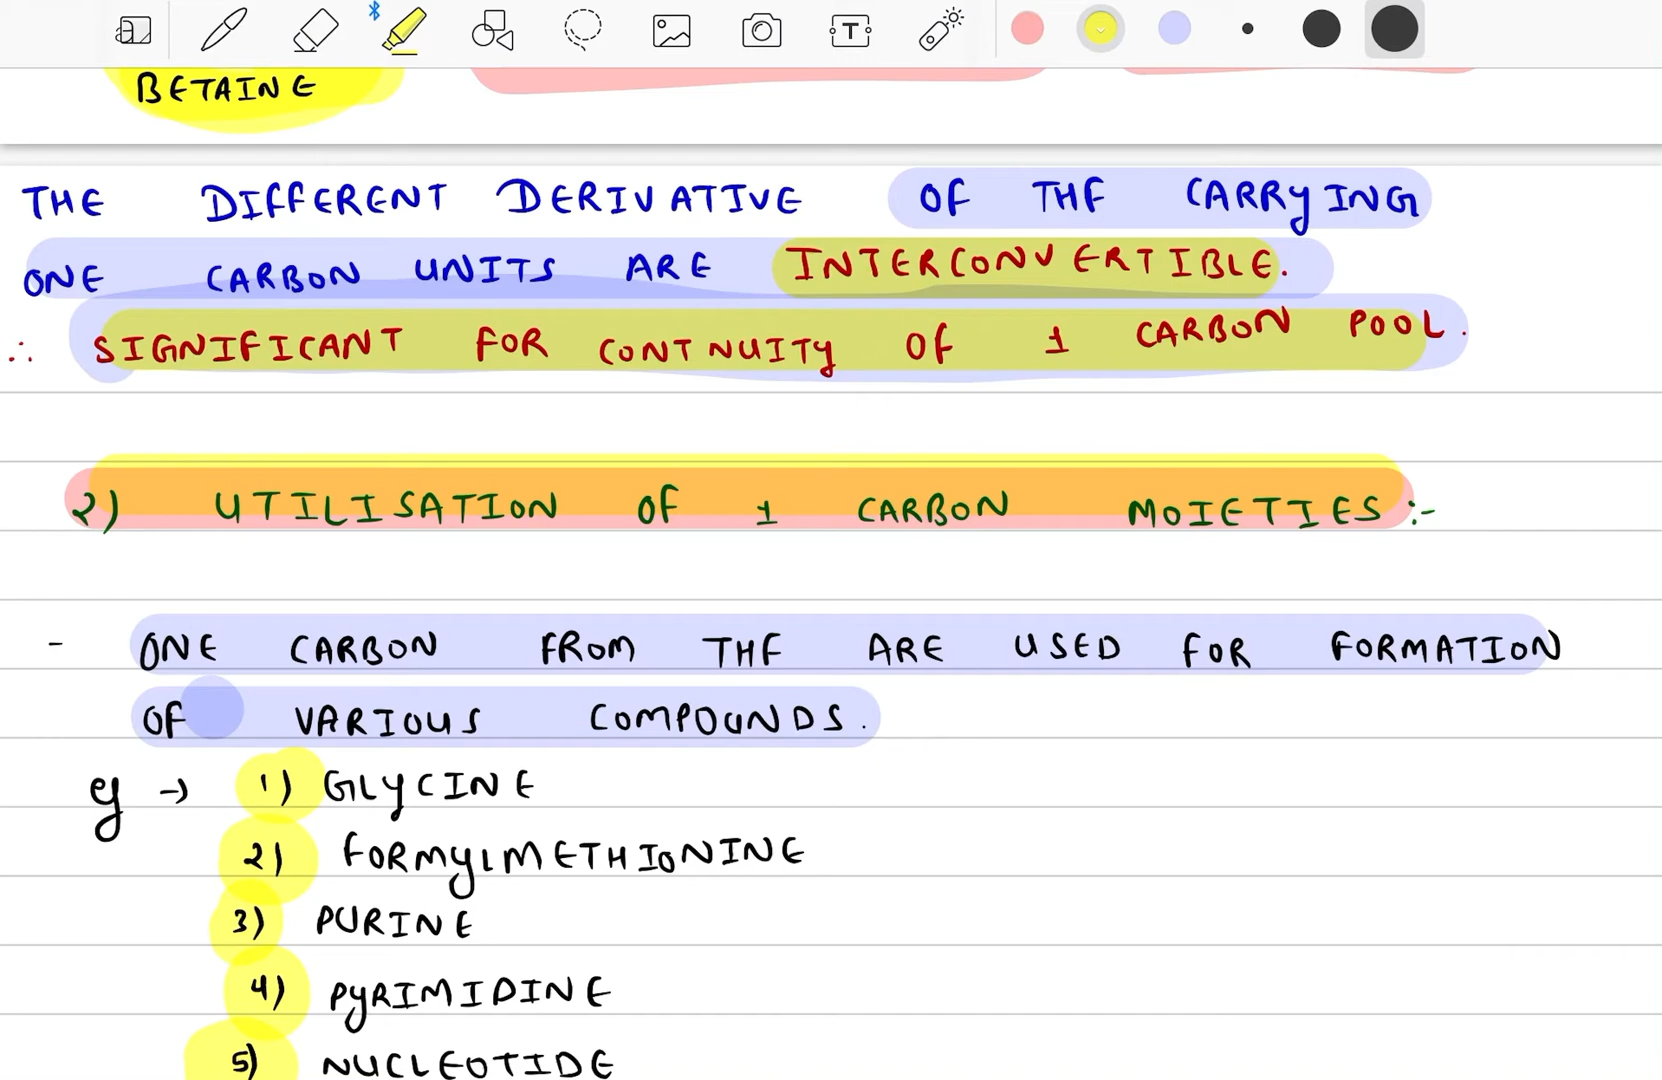 BETAINE
THE DIFFERENT DERIVATIVE OF THF CARRYING
ONE CARBON UNITS ARE INTERCONVERTIBLE.
∴ SIGNIFICANT FOR CONTNUITY OF 1 CARBON POOL.
2) UTILISATION OF 1 CARBON MOIETIES :-
- ONE CARBON FROM THF ARE USED FOR FORMATION
OF VARIOUS COMPOUNDS.
eg → 1) GLYCINE
2) FORMYLMETHIONINE
3) PURINE
4) PYRIMIDINE
5) NUCLEOTIDE